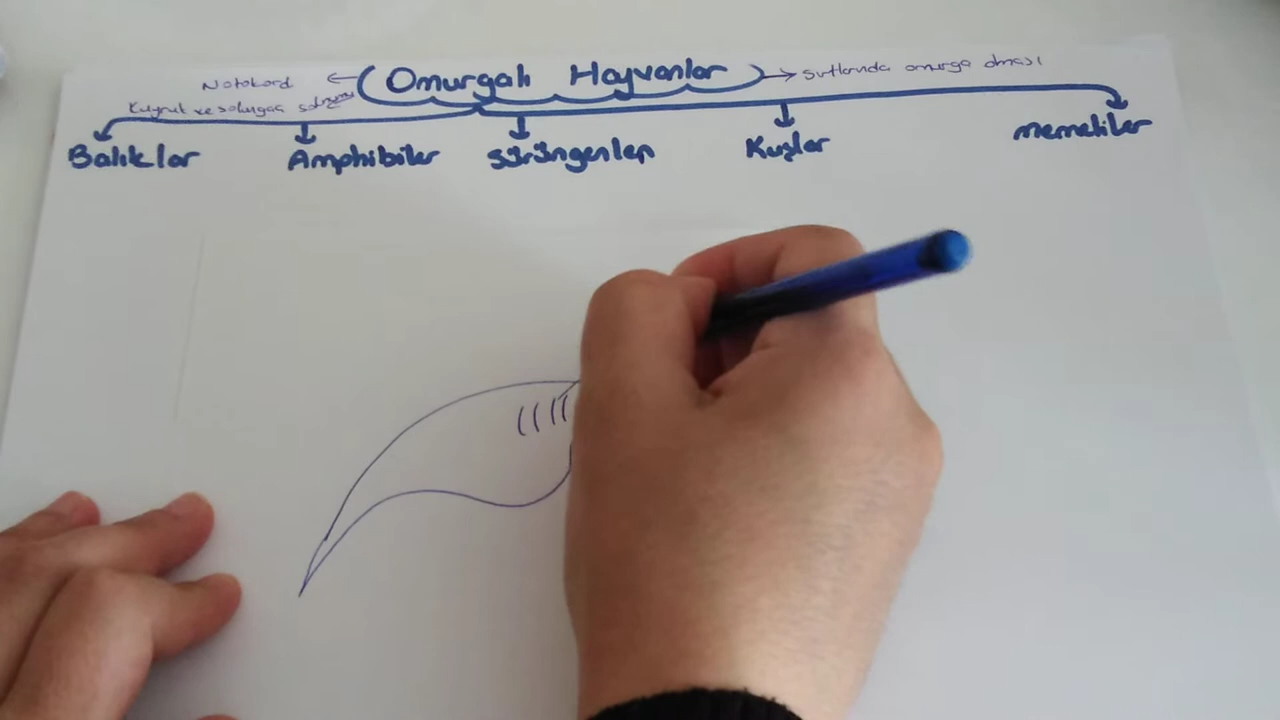 Omurgalı Hayvanlar
Notokord
sırtlarında omurga olması
Kuyruk ve solungaç
Balıklar Amphibiler sürüngenler Kuşlar memeliler